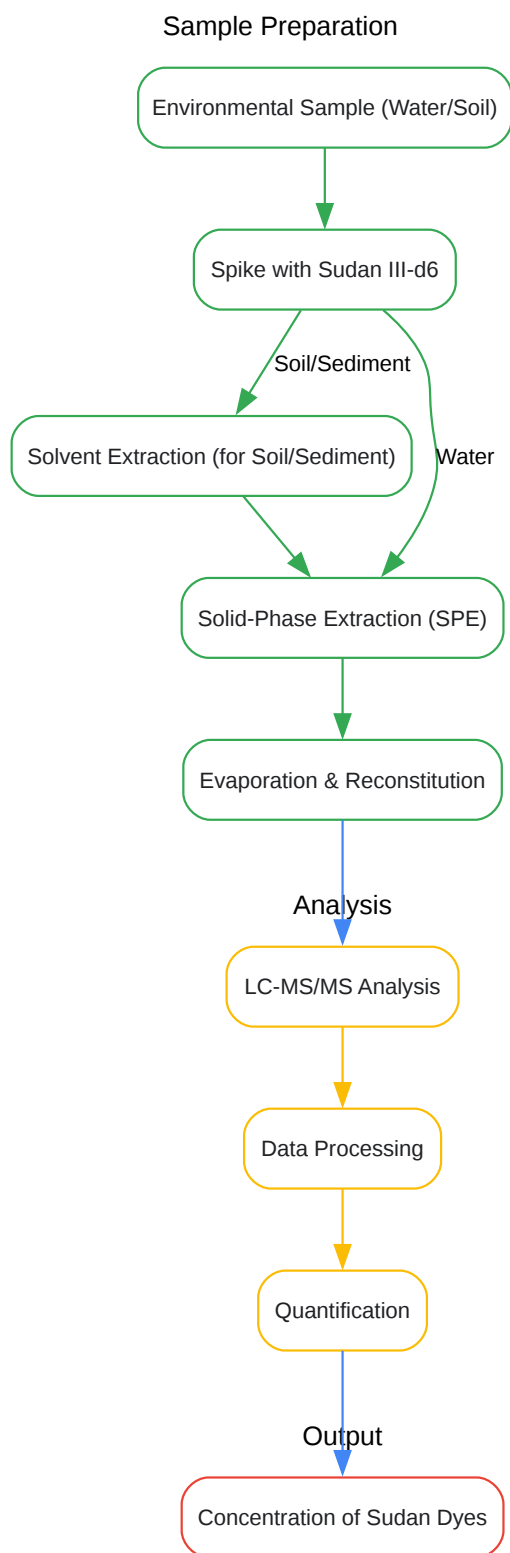 Sample Preparation
Environmental Sample (Water/Soil)
Spike with Sudan III-d6
Soil/Sediment
Solvent Extraction (for Soil/Sediment)
Water
Solid-Phase Extraction (SPE)
Evaporation & Reconstitution
Analysis
LC-MS/MS Analysis
Data Processing
Quantification
Output
Concentration of Sudan Dyes